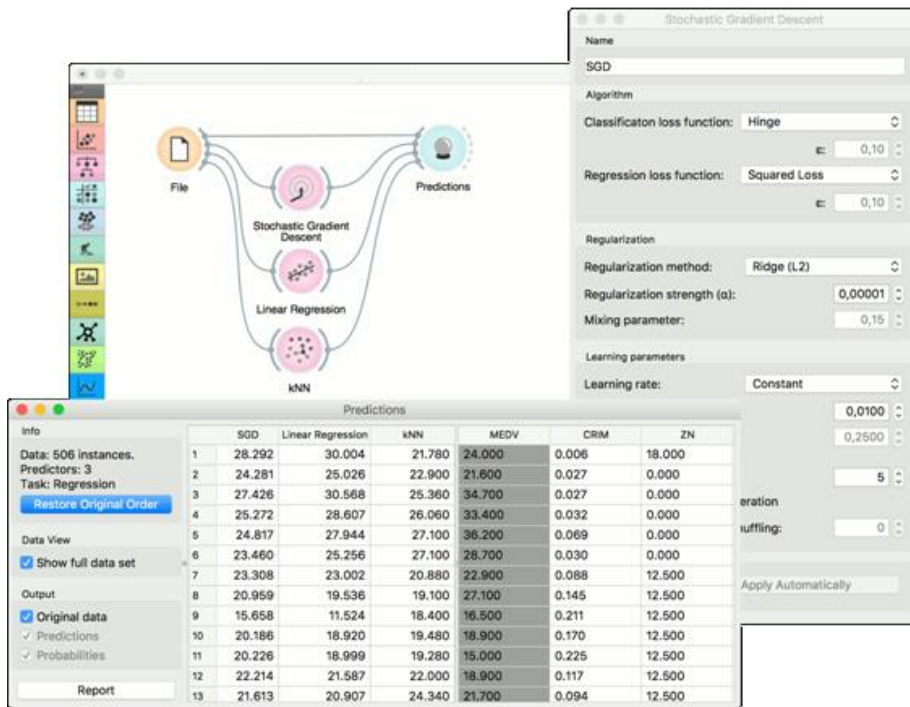 Stochastic Gradient Descent
Name
SGD
Algorithm
Classificaton loss function: Hinge
ε: 0,10
Regression loss function: Squared Loss
ε: 0,10
Regularization
Regularization method: Ridge (L2)
Regularization strength (α): 0,00001
Mixing parameter: 0,15
Learning parameters
Learning rate: Constant
0,0100
0,2500
5
eration
uffling: 0
Apply Automatically
File
Predictions
Stochastic Gradient
Descent
Linear Regression
kNN
Predictions
Info
Data: 506 instances.
Predictors: 3
Task: Regression
Restore Original Order
Data View
Show full data set
Output
Original data
Predictions
Probabilities
Report
SGD Linear Regression kNN MEDV CRIM ZN
1 28.292 30.004 21.780 24.000 0.006 18.000
2 24.281 25.026 22.900 21.600 0.027 0.000
3 27.426 30.568 25.360 34.700 0.027 0.000
4 25.272 28.607 26.060 33.400 0.032 0.000
5 24.817 27.944 27.100 36.200 0.069 0.000
6 23.460 25.256 27.100 28.700 0.030 0.000
7 23.308 23.002 20.880 22.900 0.088 12.500
8 20.959 19.536 19.100 27.100 0.145 12.500
9 15.658 11.524 18.400 16.500 0.211 12.500
10 20.186 18.920 19.480 18.900 0.170 12.500
11 20.226 18.999 19.280 15.000 0.225 12.500
12 22.214 21.587 22.000 18.900 0.117 12.500
13 21.613 20.907 24.340 21.700 0.094 12.500